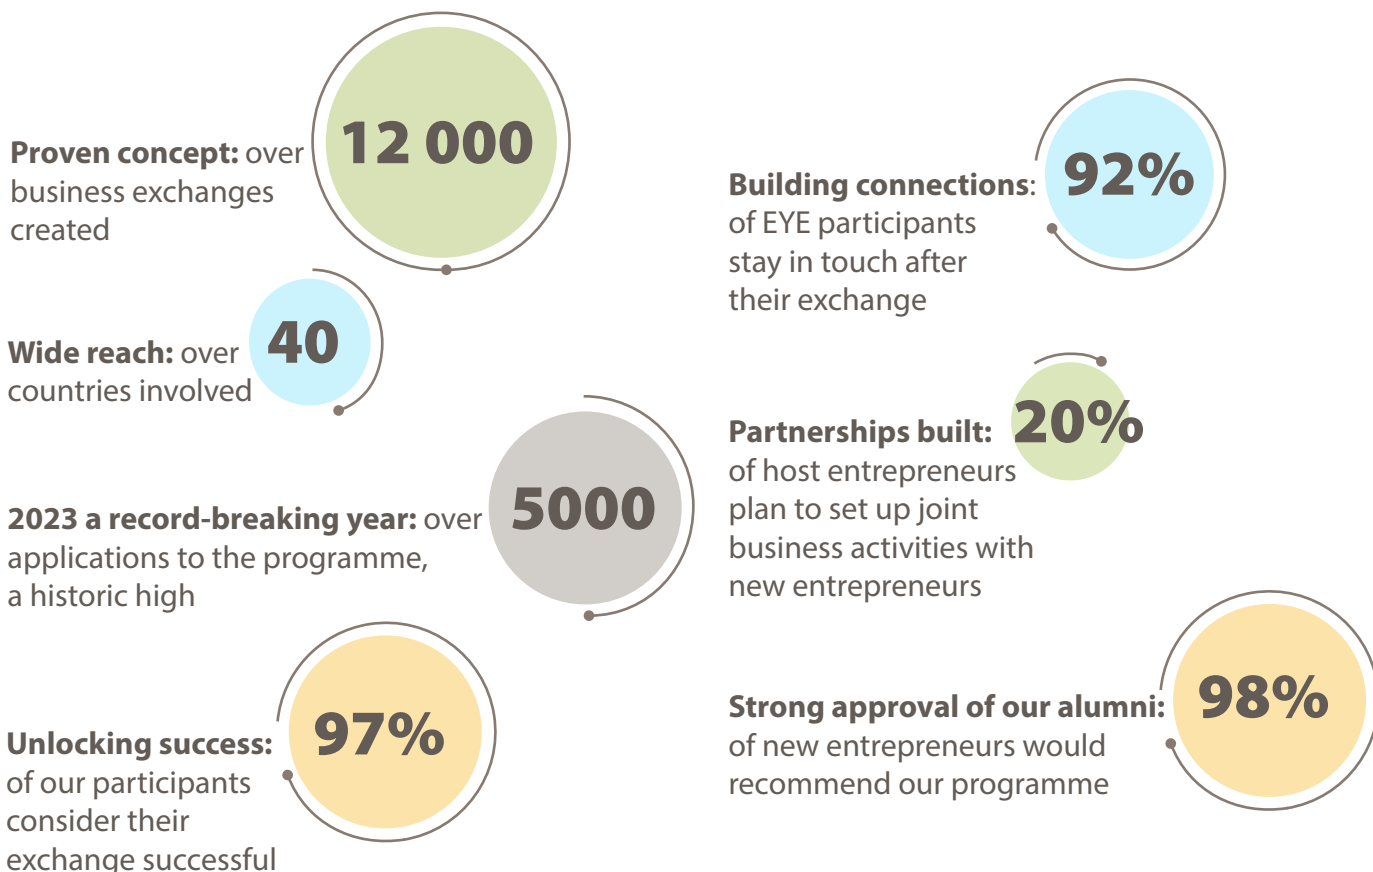 Proven concept: over 12 000
business exchanges
created
Wide reach: over 40
countries involved
2023 a record-breaking year: over 5000
applications to the programme,
a historic high
Unlocking success: 97%
of our participants
consider their
exchange successful
Building connections: 92%
of EYE participants
stay in touch after
their exchange
Partnerships built: 20%
of host entrepreneurs
plan to set up joint
business activities with
new entrepreneurs
Strong approval of our alumni: 98%
of new entrepreneurs would
recommend our programme